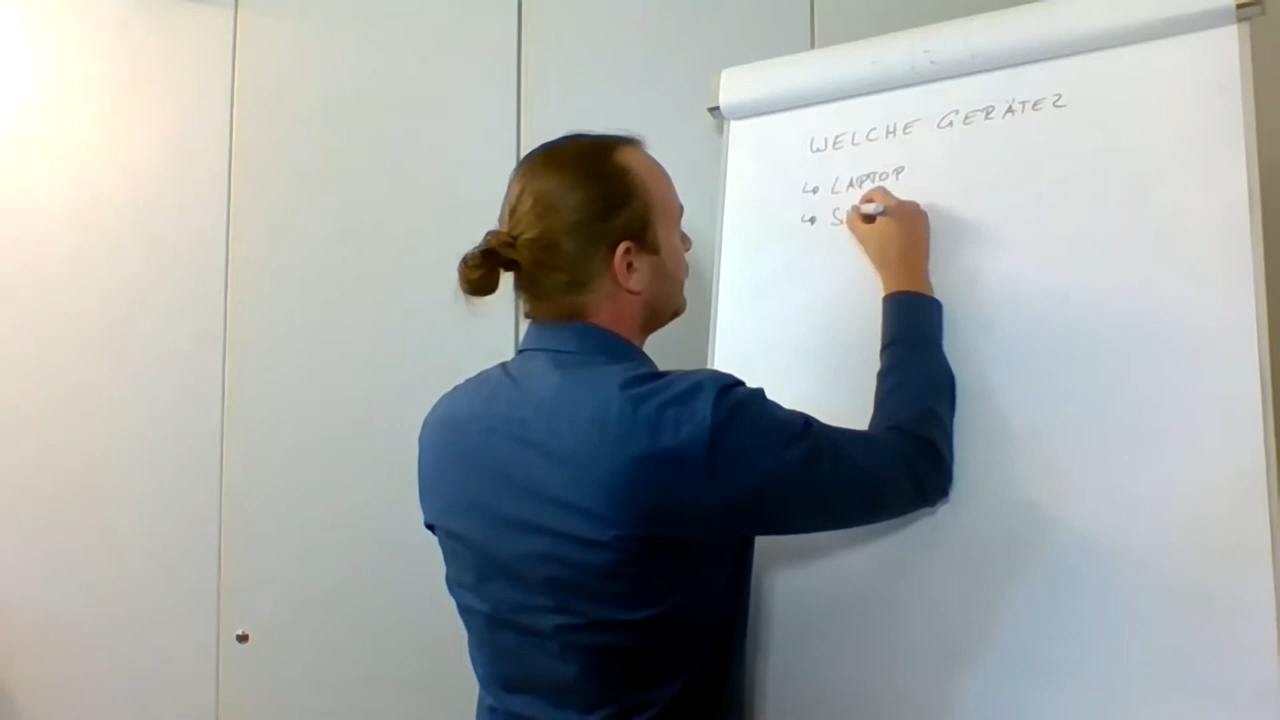 WELCHE GERÄTE?
↳ LAPTOP
↳ S